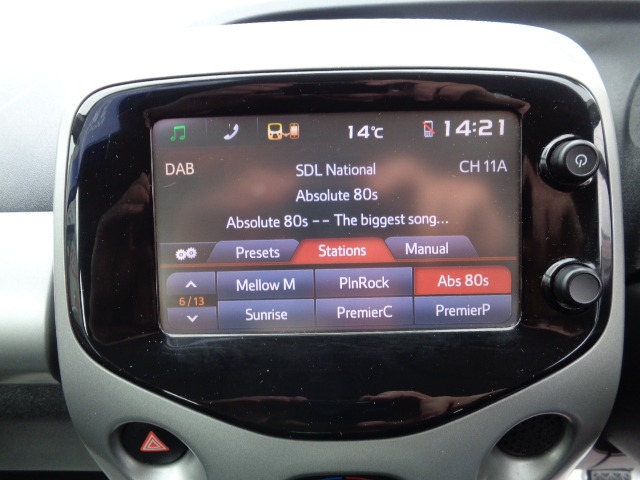 14°C 14:21
DAB SDL National CH 11A
Absolute 80s
Absolute 80s -- The biggest song...
Presets Stations Manual
Mellow M PlnRock Abs 80s
6/13
Sunrise PremierC PremierP